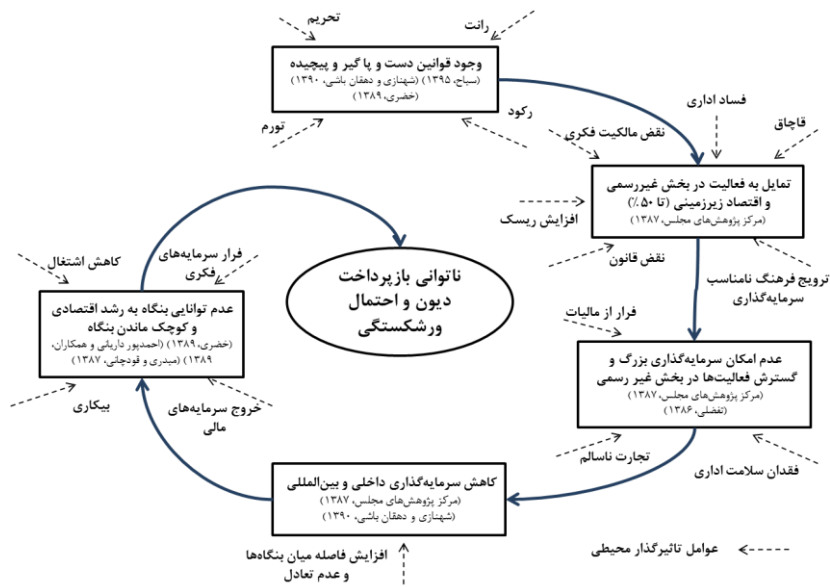 تحریم
رانت
وجود قوانین دست و پا گیر و پیچیده
(سیاح، ۱۳۹۵) (شهنازی و دهقان باشی، ۱۳۹۰)
(خضری، ۱۳۸۹)
تورم
رکود
نقض مالکیت فکری
فساد اداری
قاچاق
تمایل به فعالیت در بخش غیررسمی
و اقتصاد زیرزمینی (تا ۵۰ ٪)
(مرکز پژوهش‌های مجلس، ۱۳۸۷)
افزایش ریسک
نقض قانون
ترویج فرهنگ نامناسب
سرمایه‌گذاری
فرار از مالیات
عدم امکان سرمایه‌گذاری بزرگ و
گسترش فعالیت‌ها در بخش غیر رسمی
(مرکز پژوهش‌های مجلس، ۱۳۸۷)
(تفضلی، ۱۳۸۶)
تجارت ناسالم
فقدان سلامت اداری
کاهش سرمایه‌گذاری داخلی و بین‌المللی
(مرکز پژوهش‌های مجلس، ۱۳۸۷)
(شهنازی و دهقان باشی، ۱۳۹۰)
افزایش فاصله میان بنگاه‌ها
و عدم تعادل
کاهش اشتغال
فرار سرمایه‌های
فکری
عدم توانایی بنگاه به رشد اقتصادی
و کوچک ماندن بنگاه
(خضری، ۱۳۸۹) (احمدپور داریانی و همکاران،
۱۳۸۹) (میدری و قودجانی، ۱۳۸۷)
بیکاری
خروج سرمایه‌های
مالی
ناتوانی بازپرداخت
دیون و احتمال
ورشکستگی
عوامل تاثیرگذار محیطی